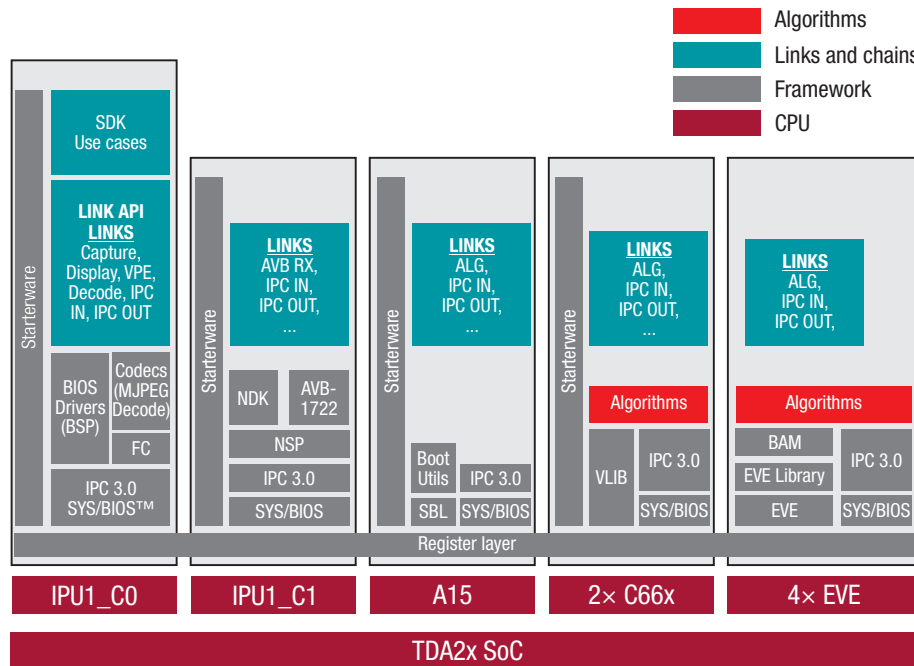 Algorithms
Links and chains
Framework
CPU
Starterware
SDK
Use cases
LINK API
LINKS
Capture,
Display, VPE,
Decode, IPC
IN, IPC OUT
BIOS
Drivers
(BSP)
Codecs
(MJPEG
Decode)
FC
IPC 3.0
SYS/BIOS™
Starterware
LINKS
AVB RX,
IPC IN,
IPC OUT,
...
NDK
AVB-
1722
NSP
IPC 3.0
SYS/BIOS
Starterware
LINKS
ALG,
IPC IN,
IPC OUT,
...
Boot
Utils
IPC 3.0
SBL
SYS/BIOS
Starterware
LINKS
ALG,
IPC IN,
IPC OUT,
...
Algorithms
VLIB
IPC 3.0
SYS/BIOS
LINKS
ALG,
IPC IN,
IPC OUT,
Algorithms
BAM
EVE Library
EVE
IPC 3.0
SYS/BIOS
Register layer
IPU1_C0
IPU1_C1
A15
2× C66x
4× EVE
TDA2x SoC